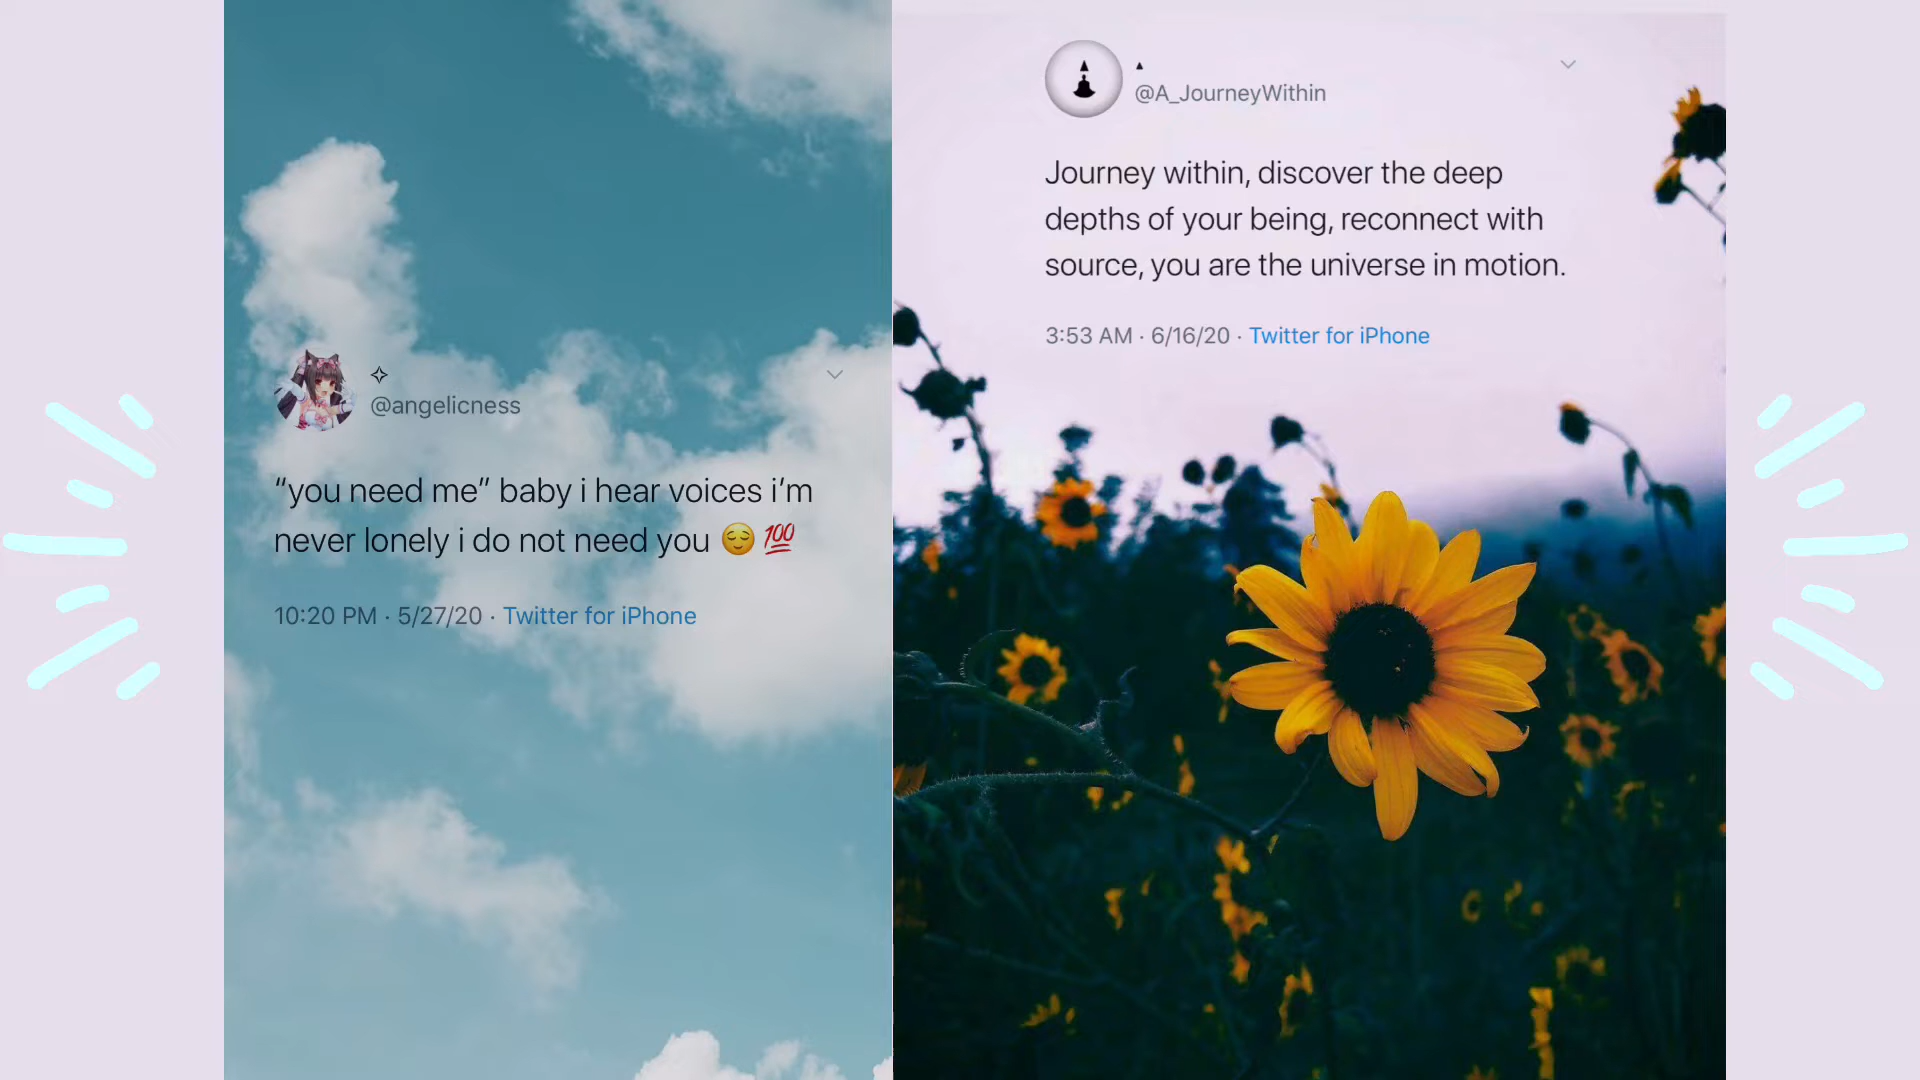 ✧
@angelicness
“you need me” baby i hear voices i’m
never lonely i do not need you 😌 💯
10:20 PM · 5/27/20 · Twitter for iPhone
▲
@A_JourneyWithin
Journey within, discover the deep
depths of your being, reconnect with
source, you are the universe in motion.
3:53 AM · 6/16/20 · Twitter for iPhone